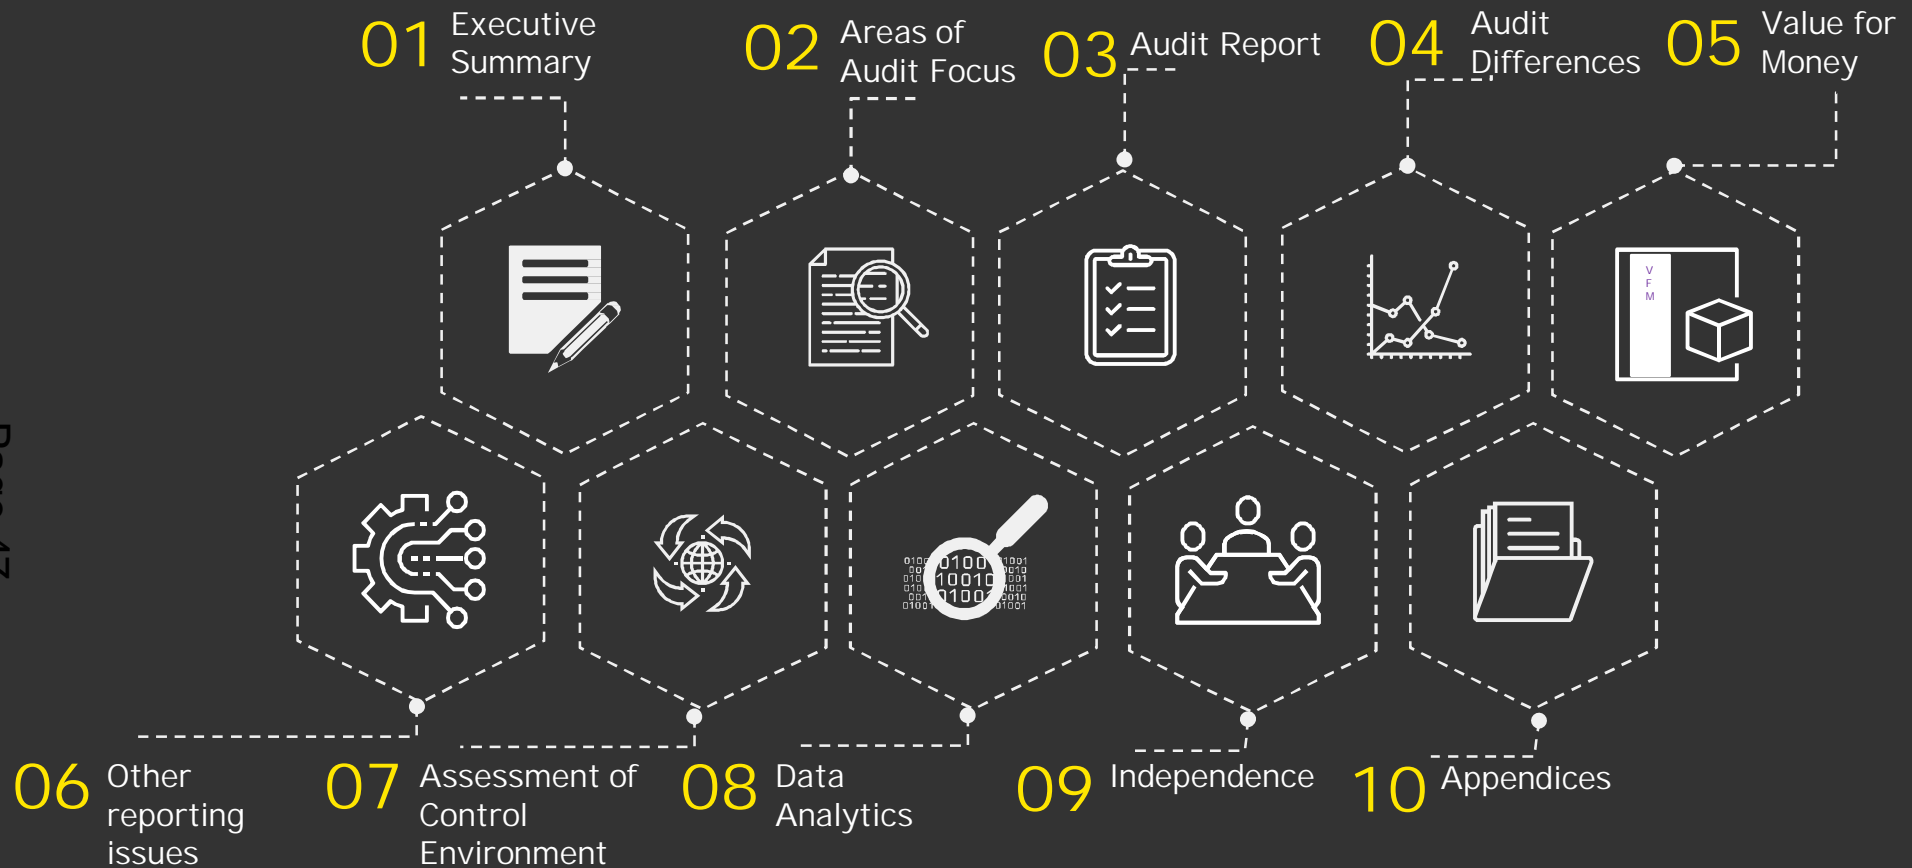 01 Executive
Summary
02 Areas of
Audit Focus
03 Audit Report
04 Audit
Differences
05 Value for
Money
V
F
M
06 Other
reporting
issues
07 Assessment of
Control
Environment
08 Data
Analytics
09 Independence
10 Appendices